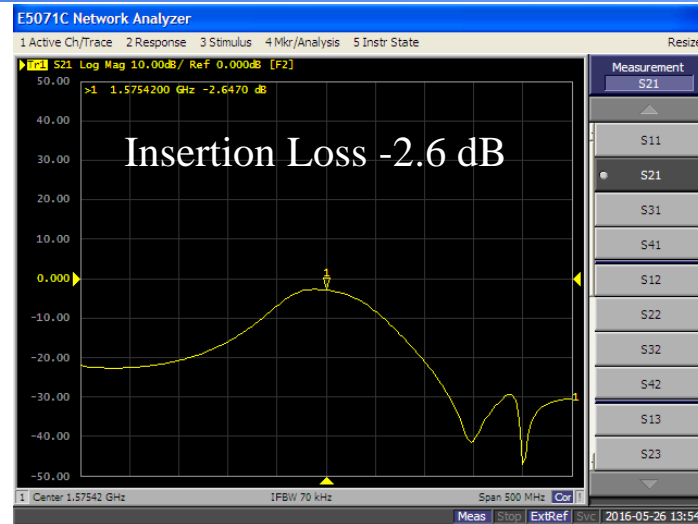 E5071C Network Analyzer
1 Active Ch/Trace 2 Response 3 Stimulus 4 Mkr/Analysis 5 Instr State Resize
Tr1 S21 Log Mag 10.00dB/ Ref 0.000dB [F2]
>1 1.5754200 GHz -2.6470 dB
Insertion Loss -2.6 dB
50.00
40.00
30.00
20.00
10.00
0.000
-10.00
-20.00
-30.00
-40.00
-50.00
1
1
1 Center 1.57542 GHz IFBW 70 kHz Span 500 MHz Cor !
Measurement
S21
S11
S21
S31
S41
S12
S22
S32
S42
S13
S23
Meas Stop ExtRef Svc 2016-05-26 13:54